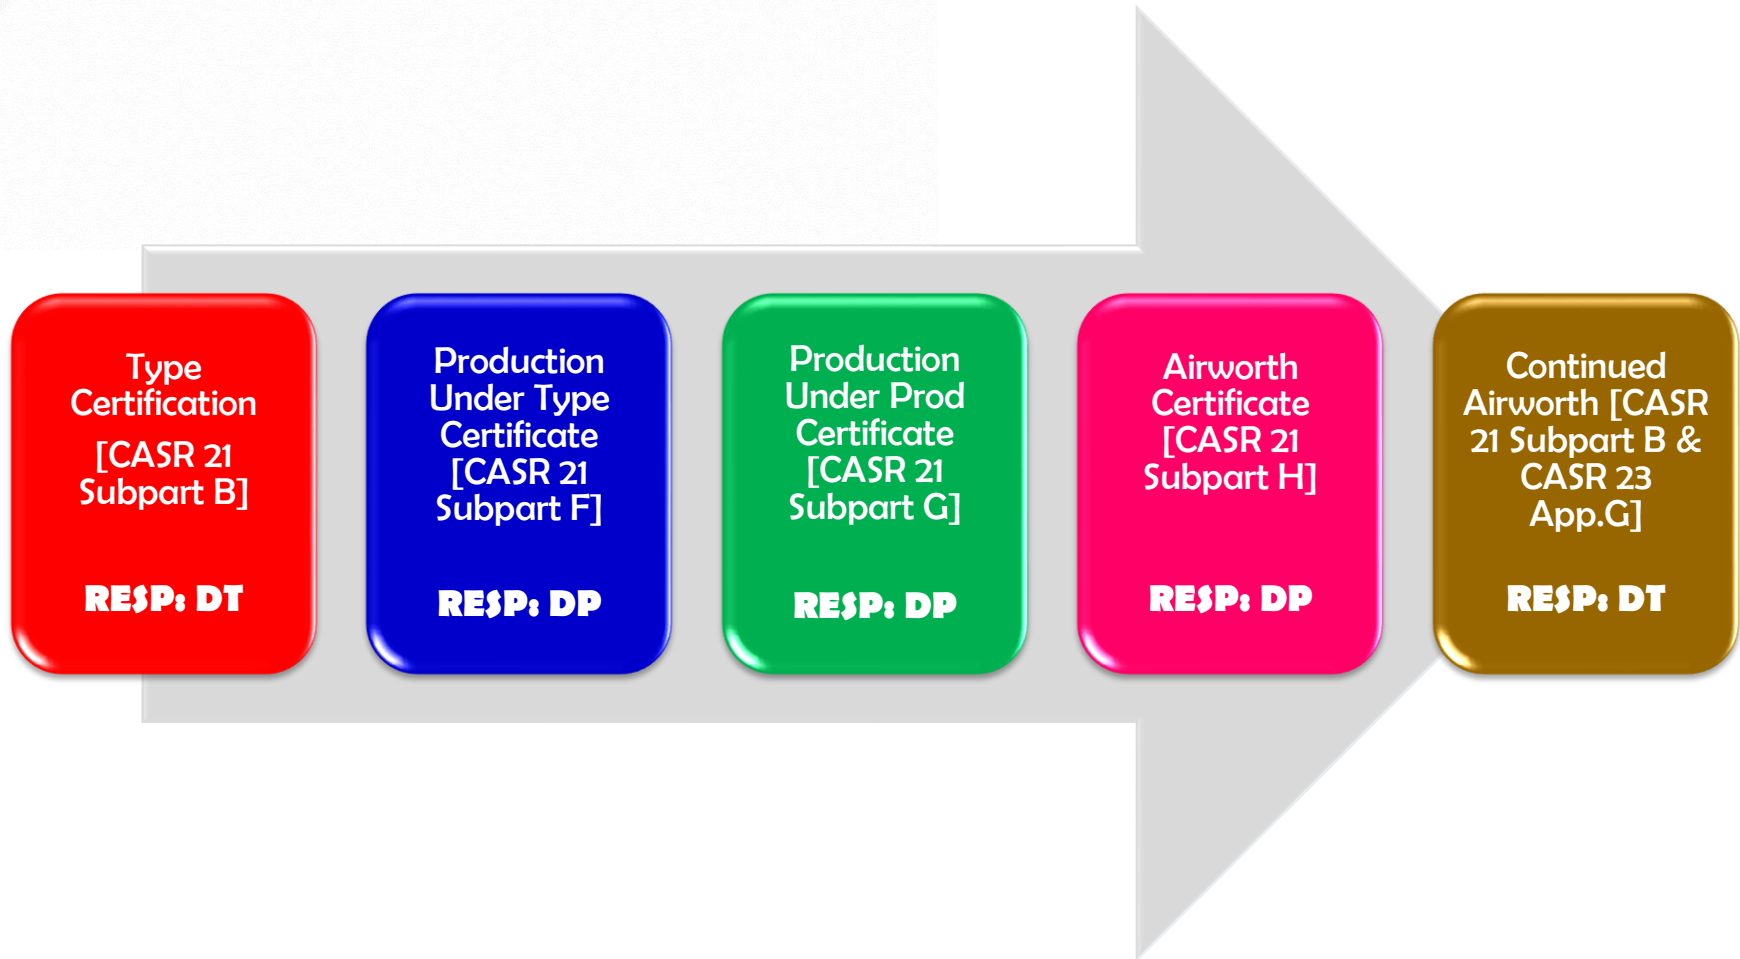 Type
Certification
[CASR 21
Subpart B]
RESP: DT
Production
Under Type
Certificate
[CASR 21
Subpart F]
RESP: DP
Production
Under Prod
Certificate
[CASR 21
Subpart G]
RESP: DP
Airworth
Certificate
[CASR 21
Subpart H]
RESP: DP
Continued
Airworth [CASR
21 Subpart B &
CASR 23
App.G]
RESP: DT